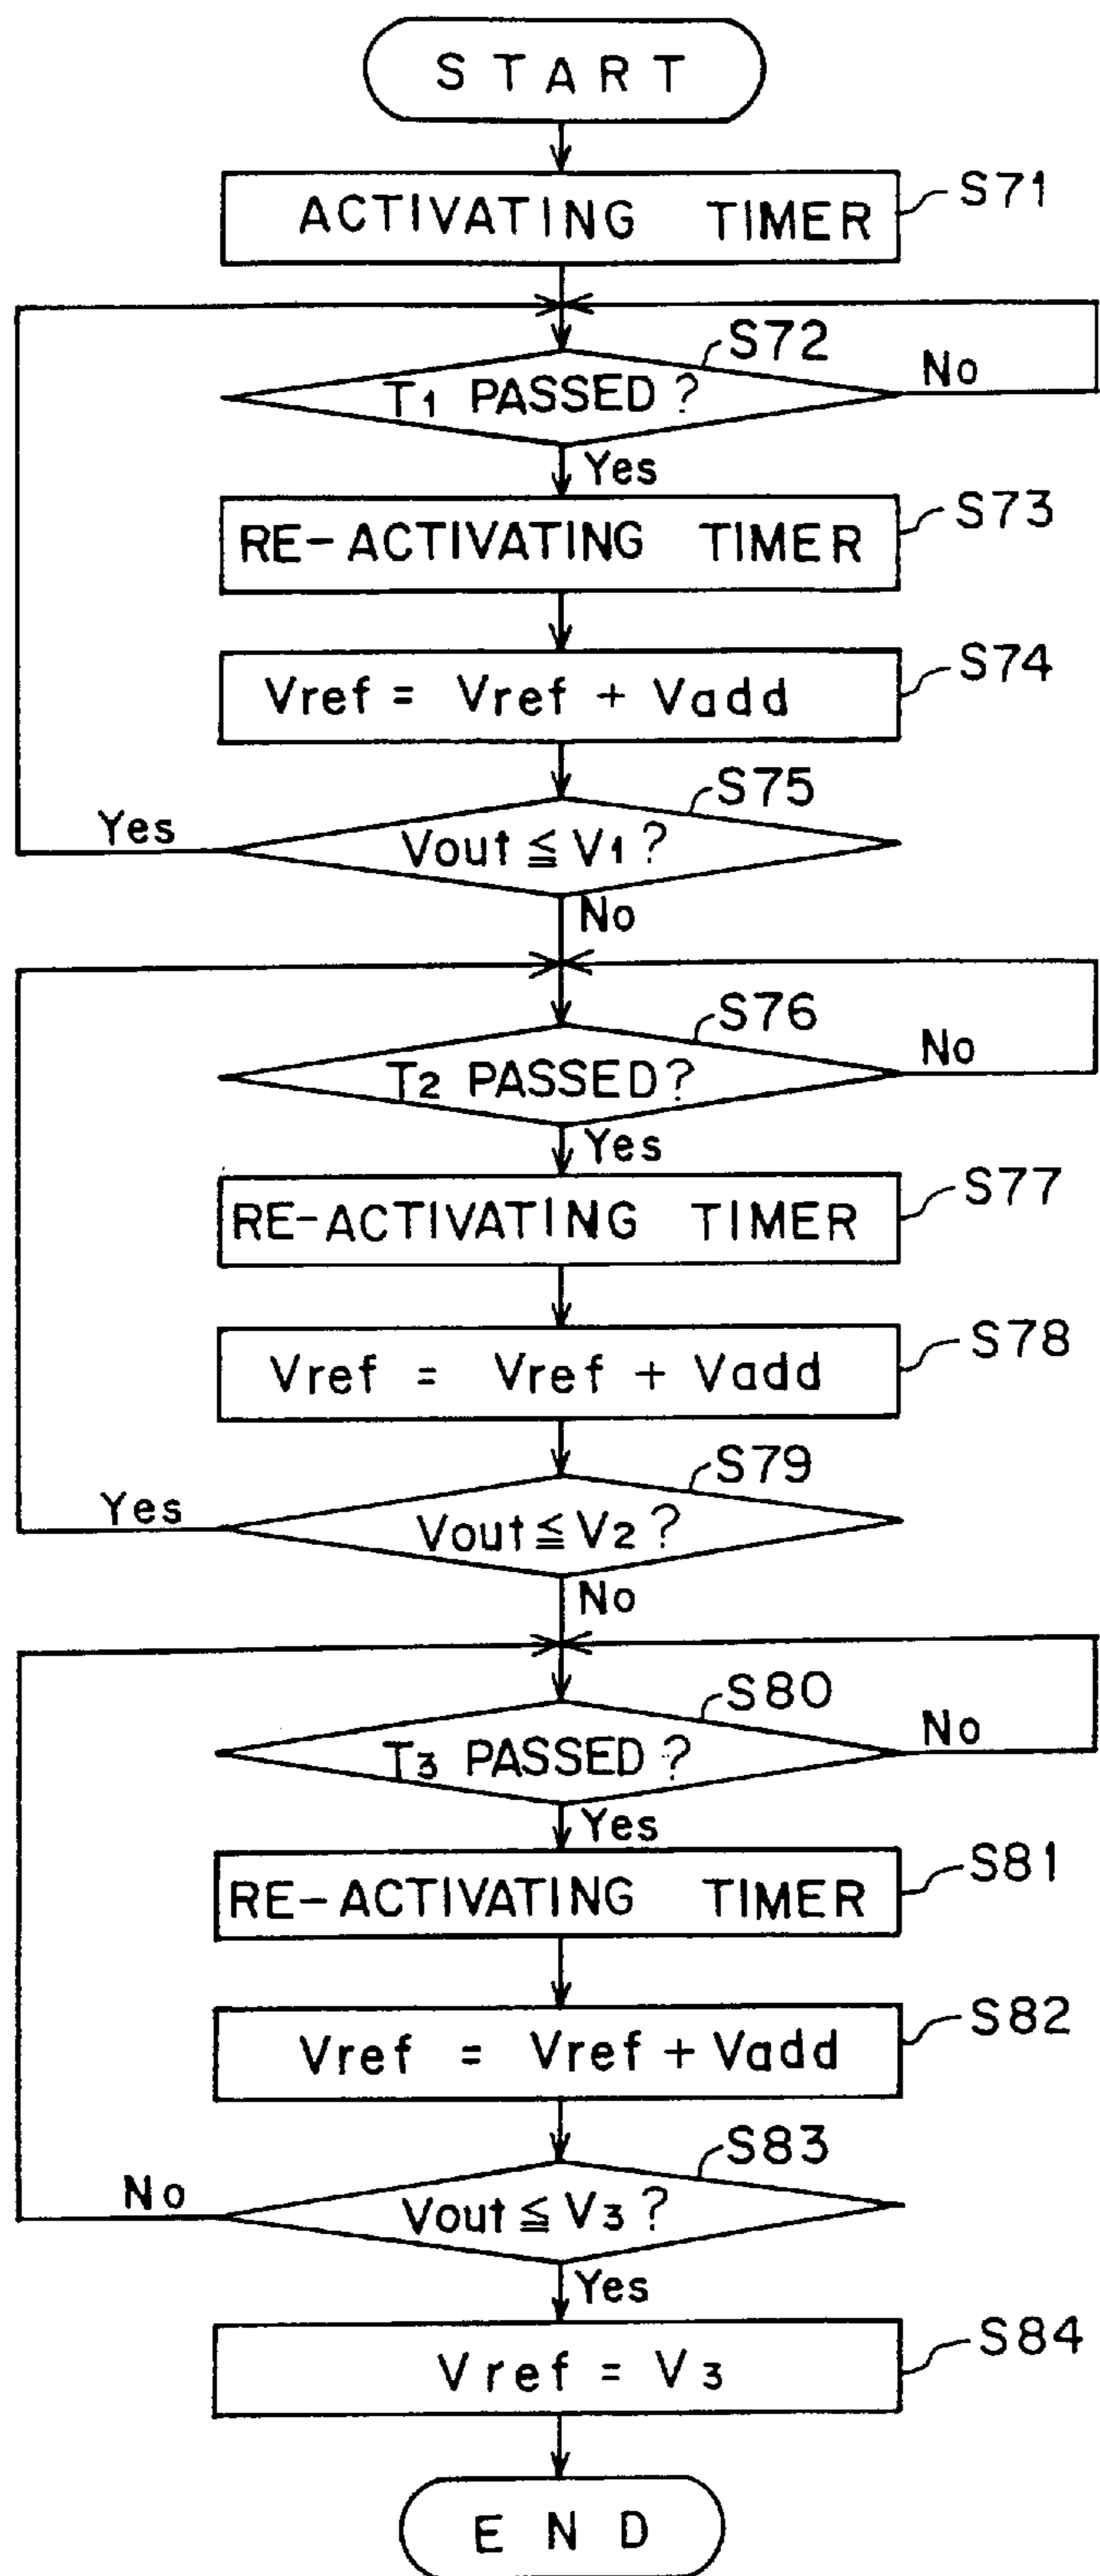 START
ACTIVATING TIMER
S71
S72
T1 PASSED?
No
Yes
RE-ACTIVATING TIMER
S73
Vref = Vref + Vadd
S74
S75
Vout ≦ V1?
Yes
No
S76
T2 PASSED?
No
Yes
RE-ACTIVATING TIMER
S77
Vref = Vref + Vadd
S78
S79
Vout ≦ V2?
Yes
No
S80
T3 PASSED?
No
Yes
RE-ACTIVATING TIMER
S81
Vref = Vref + Vadd
S82
S83
Vout ≦ V3?
No
Yes
Vref = V3
S84
END